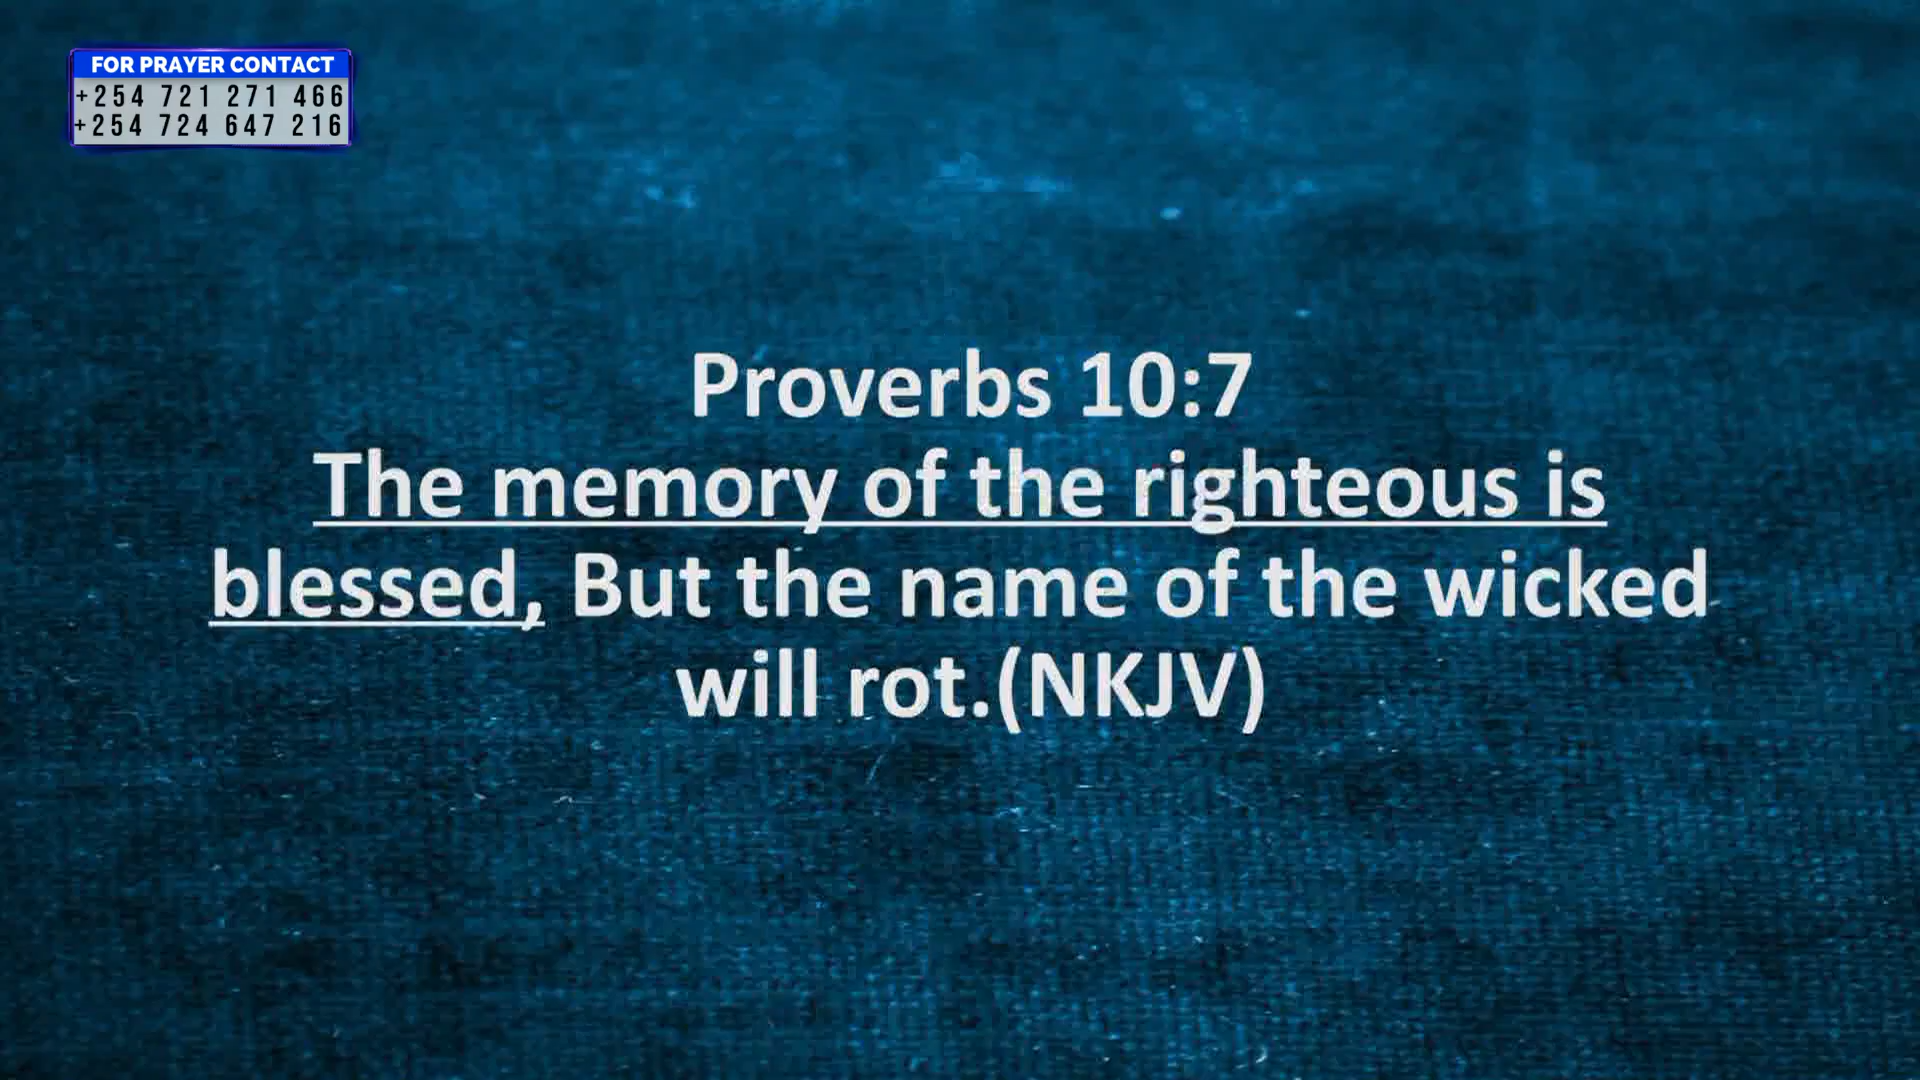 FOR PRAYER CONTACT
+254 721 271 466
+254 724 647 216
Proverbs 10:7
The memory of the righteous is
blessed, But the name of the wicked
will rot.(NKJV)